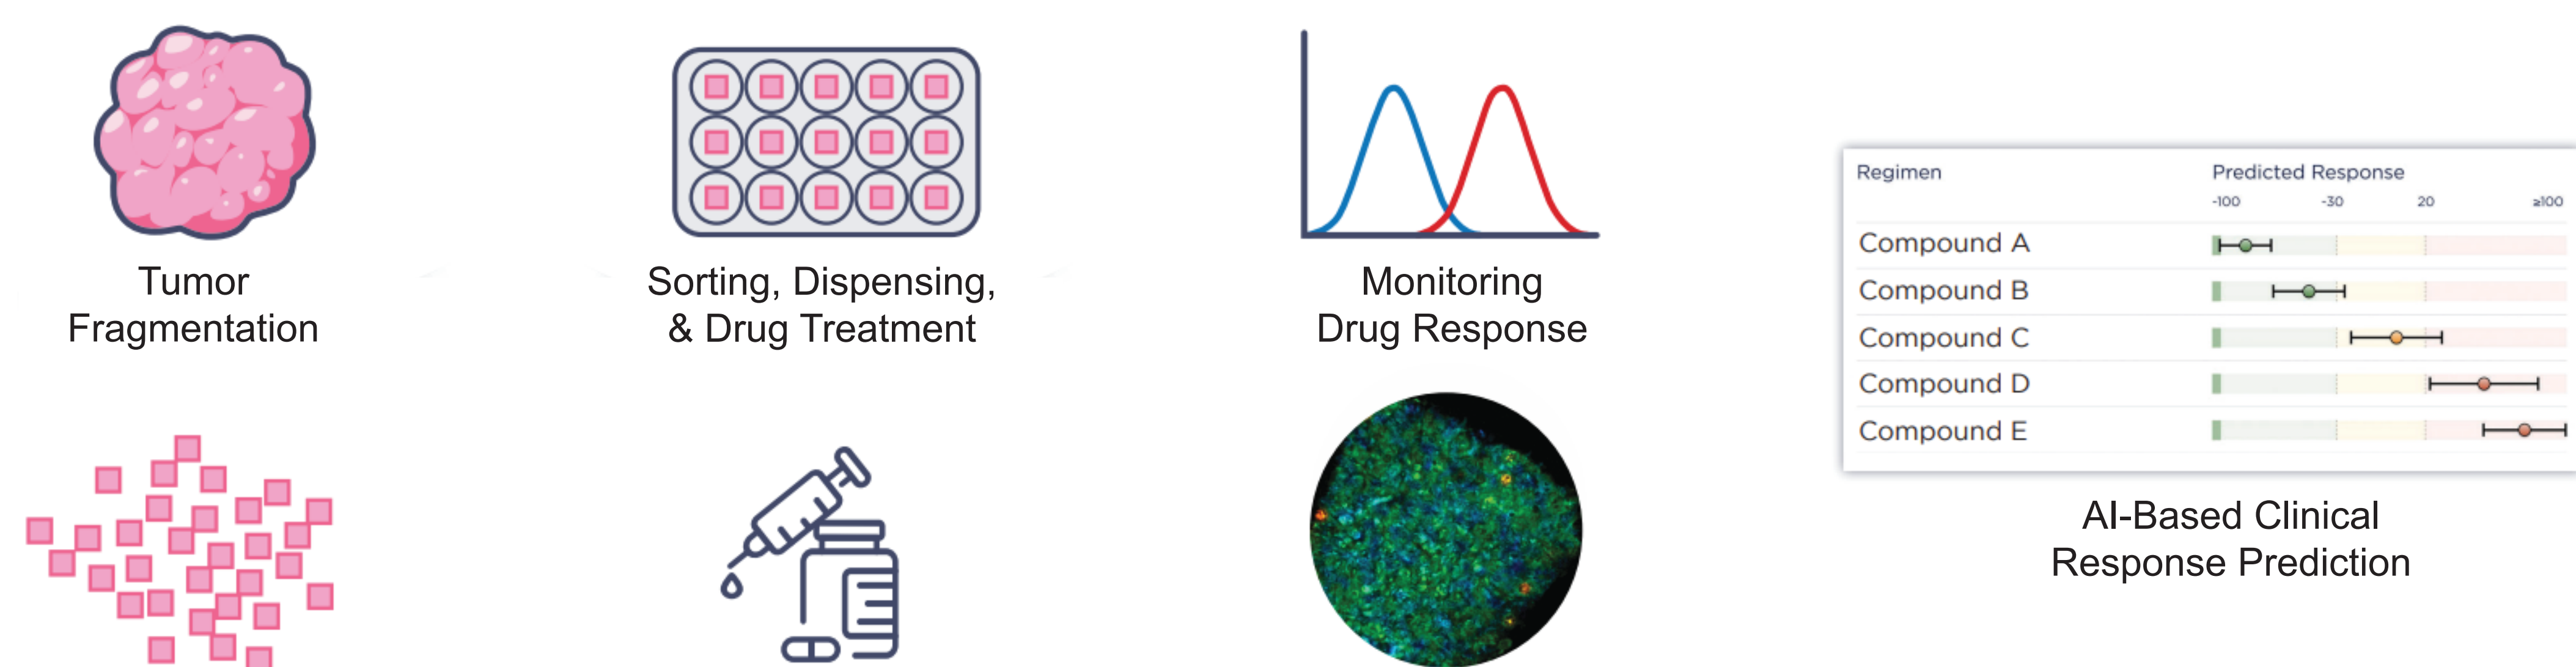 Tumor
Fragmentation
Sorting, Dispensing,
& Drug Treatment
Monitoring
Drug Response
Regimen Predicted Response
-100 -30 20 ≥100
Compound A
Compound B
Compound C
Compound D
Compound E
AI-Based Clinical
Response Prediction